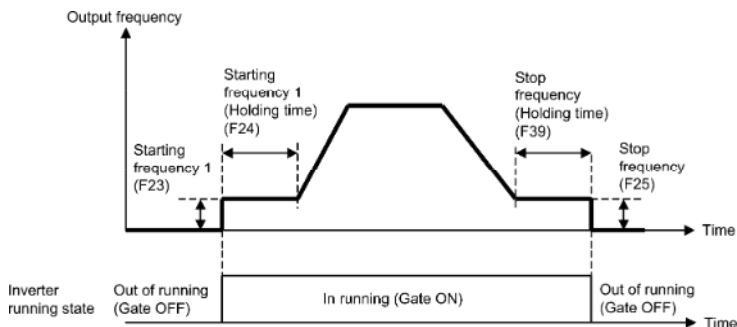 Output frequency
Starting
frequency 1
(Holding time)
(F24)
Stop
frequency
(Holding time)
(F39)
Starting
frequency 1
(F23)
Stop
frequency
(F25)
Time
Inverter
running state
Out of running
(Gate OFF)
In running (Gate ON)
Out of running
(Gate OFF)
Time